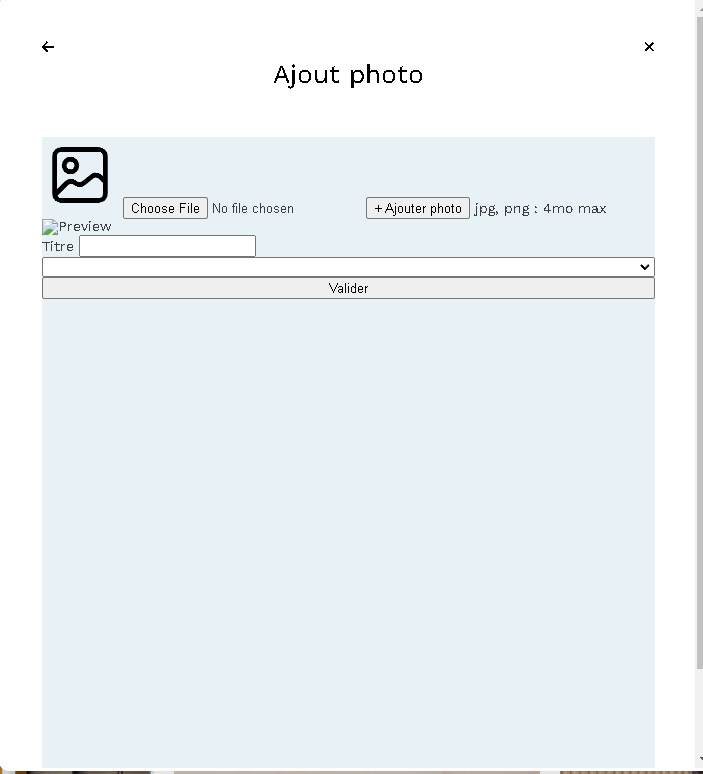 Ajout photo
Choose File No file chosen + Ajouter photo jpg, png : 4mo max
Preview
Titre
Valider